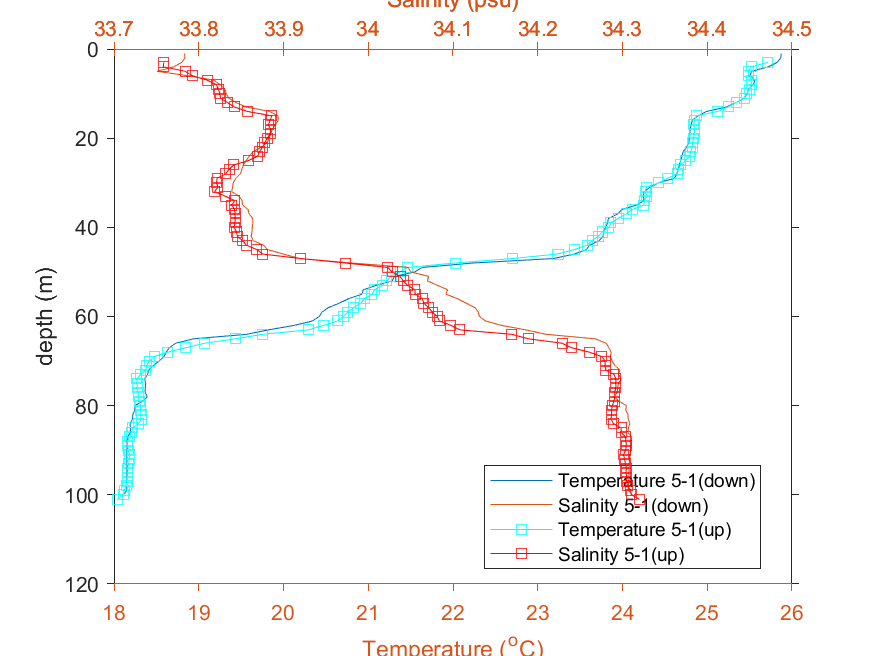 Salinity (psu)
33.7 33.8 33.9 34 34.1 34.2 34.3 34.4 34.5
0
20
40
60
80
100
120
depth (m)
Temperature 5-1(down)
Salinity 5-1(down)
Temperature 5-1(up)
Salinity 5-1(up)
18 19 20 21 22 23 24 25 26
Temperature (°C)